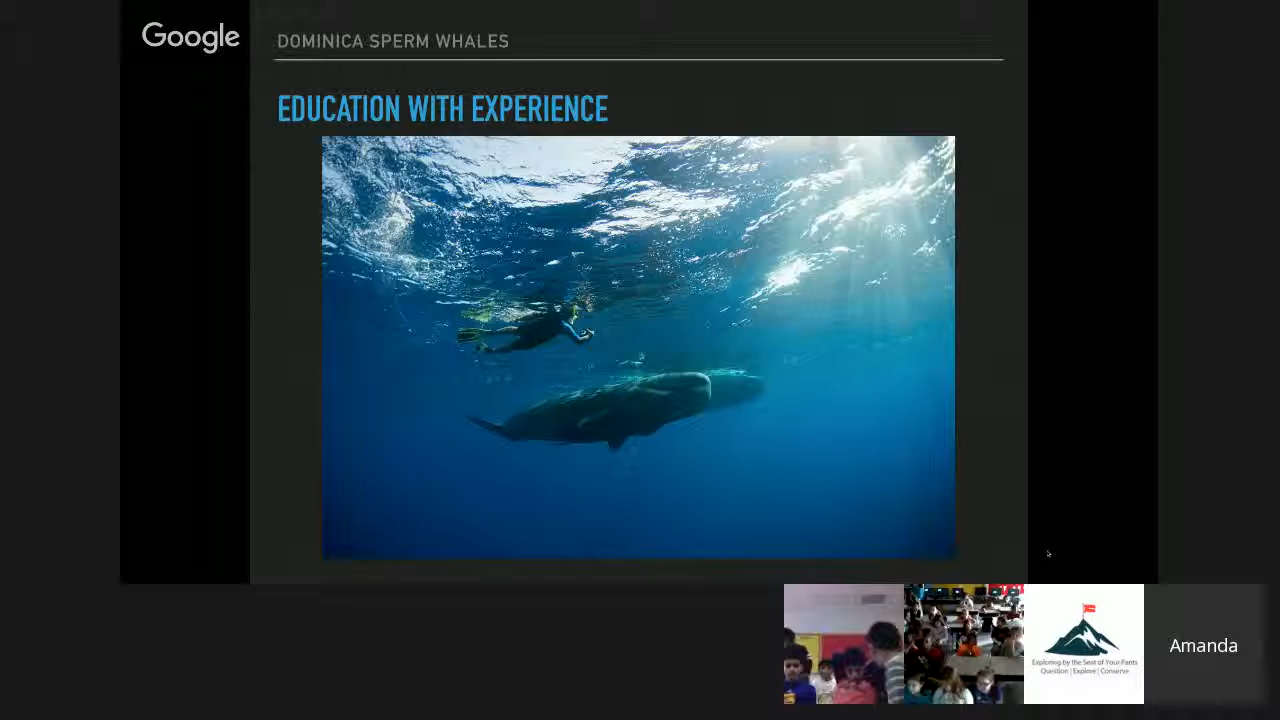 Google
DOMINICA SPERM WHALES
EDUCATION WITH EXPERIENCE
Exploring by the Seat of Your Pants
Question | Explore | Conserve
Amanda